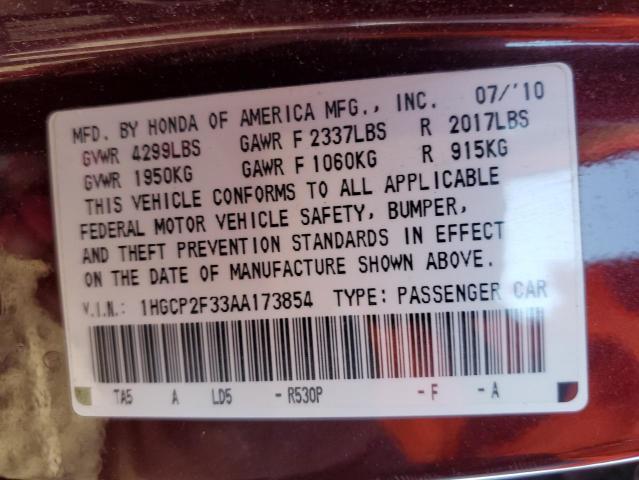 MFD. BY HONDA OF AMERICA MFG., INC. 07/'10
GVWR 4299LBS GAWR F 2337LBS R 2017LBS
GVWR 1950KG GAWR F 1060KG R 915KG
THIS VEHICLE CONFORMS TO ALL APPLICABLE
FEDERAL MOTOR VEHICLE SAFETY, BUMPER,
AND THEFT PREVENTION STANDARDS IN EFFECT
ON THE DATE OF MANUFACTURE SHOWN ABOVE.
V.I.N.: 1HGCP2F33AA173854 TYPE: PASSENGER CAR
TA5 A LD5 -R530P -F -A